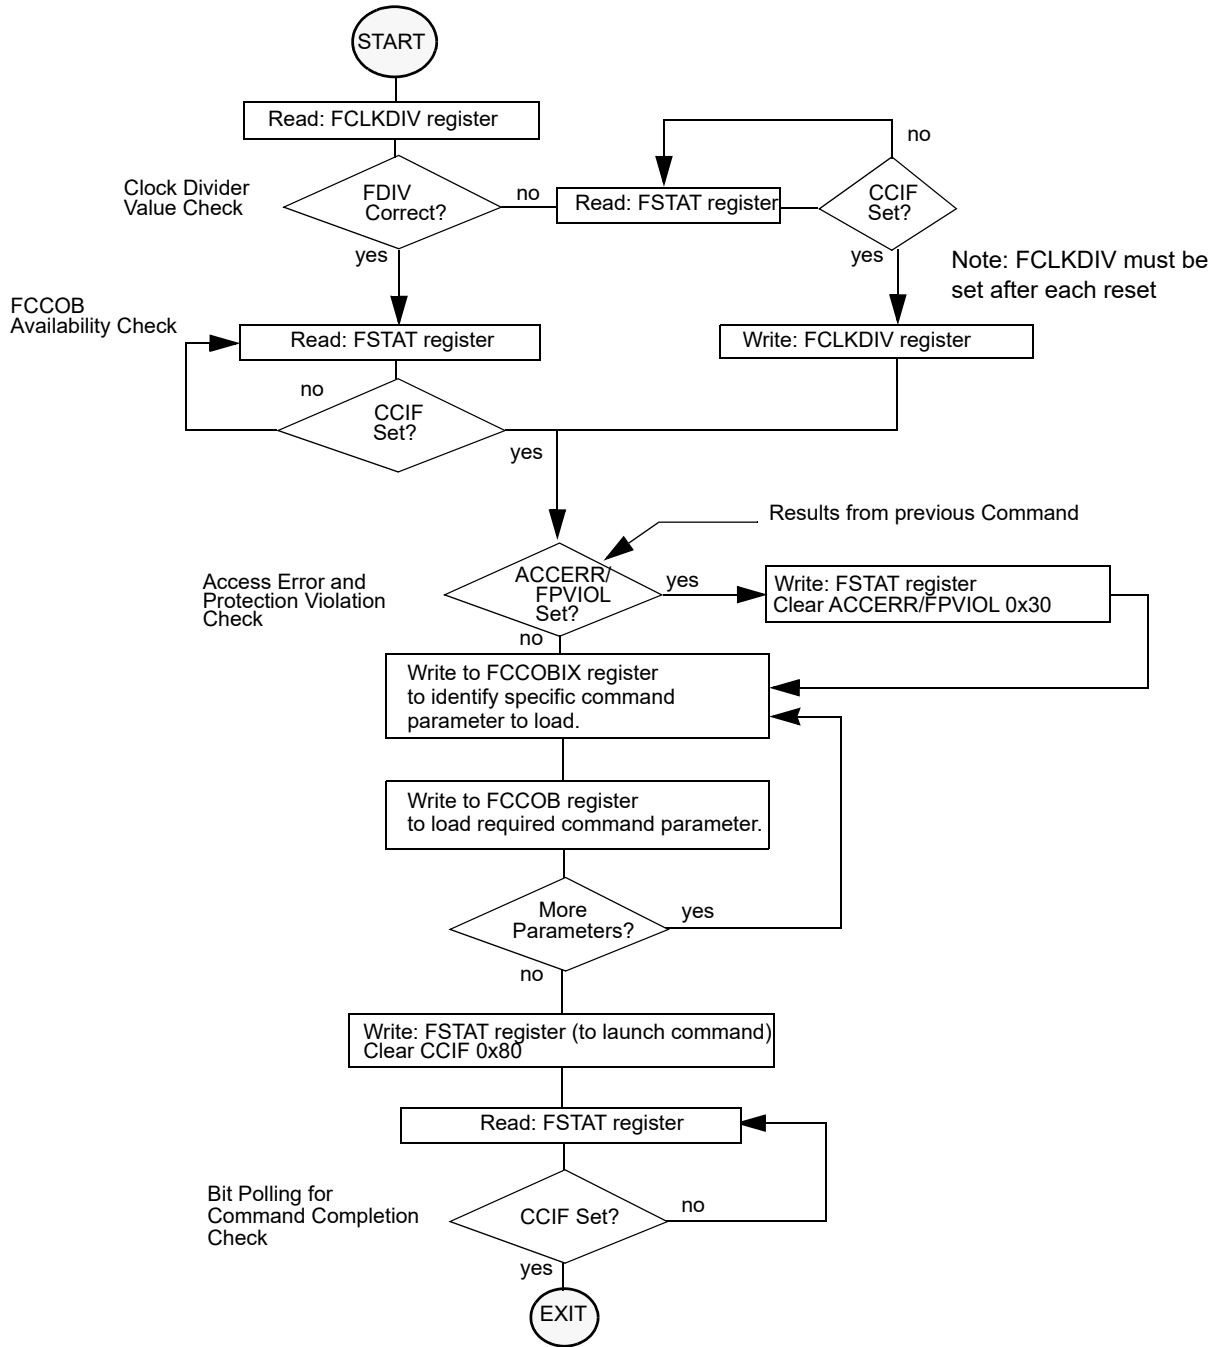 START
Read: FCLKDIV register
no
Clock Divider
Value Check
FDIV
Correct?
no
Read: FSTAT register
CCIF
Set?
yes
yes
Note: FCLKDIV must be
set after each reset
FCCOB
Availability Check
Read: FSTAT register
Write: FCLKDIV register
no
CCIF
Set?
yes
Results from previous Command
Access Error and
Protection Violation
Check
ACCERR/
FPVIOL
Set?
yes
Write: FSTAT register
Clear ACCERR/FPVIOL 0x30
no
Write to FCCOBIX register
to identify specific command
parameter to load.
Write to FCCOB register
to load required command parameter.
More
Parameters?
yes
no
Write: FSTAT register (to launch command)
Clear CCIF 0x80
Read: FSTAT register
Bit Polling for
Command Completion
Check
CCIF Set?
no
yes
EXIT